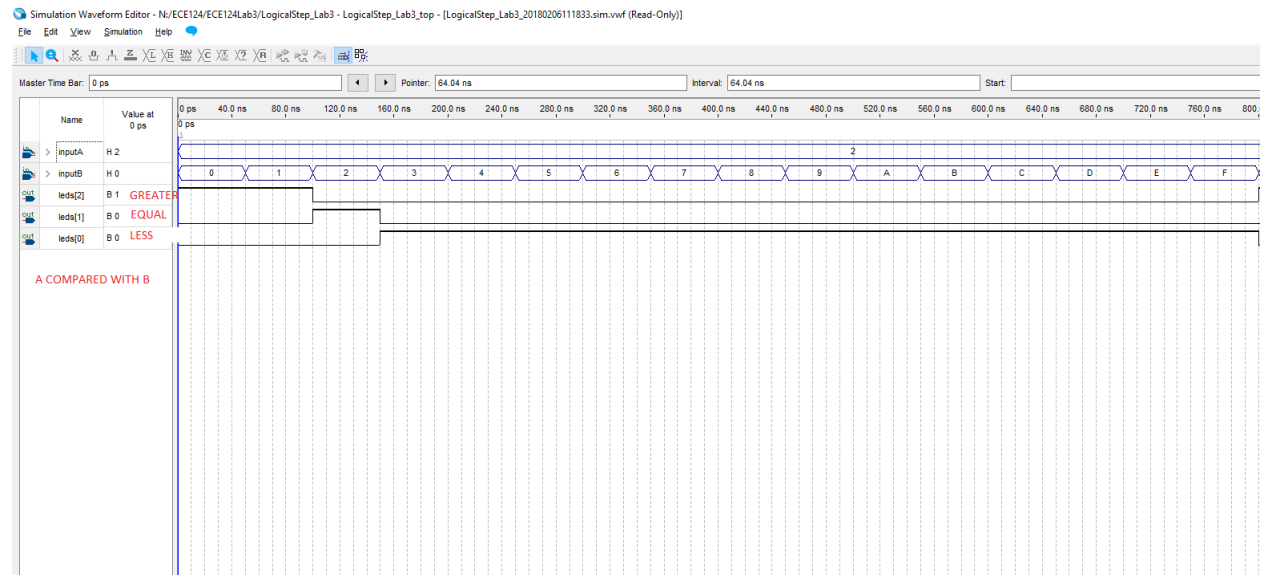 Simulation Waveform Editor - N:/ECE124/ECE124Lab3/LogicalStep_Lab3 - LogicalStep_Lab3_top - [LogicalStep_Lab3_20180206111833.sim.vwf (Read-Only)]
File Edit View Simulation Help
Master Time Bar: 0 ps Pointer: 64.04 ns Interval: 64.04 ns Start:
Name Value at 0 ps
0 ps 40.0 ns 80.0 ns 120.0 ns 160.0 ns 200.0 ns 240.0 ns 280.0 ns 320.0 ns 360.0 ns 400.0 ns 440.0 ns 480.0 ns 520.0 ns 560.0 ns 600.0 ns 640.0 ns 680.0 ns 720.0 ns 760.0 ns 800.
0 ps
in > inputA H 2 2
in > inputB H 0 0 1 2 3 4 5 6 7 8 9 A B C D E F
out leds[2] B 1 GREATER
out leds[1] B 0 EQUAL
out leds[0] B 0 LESS
A COMPARED WITH B